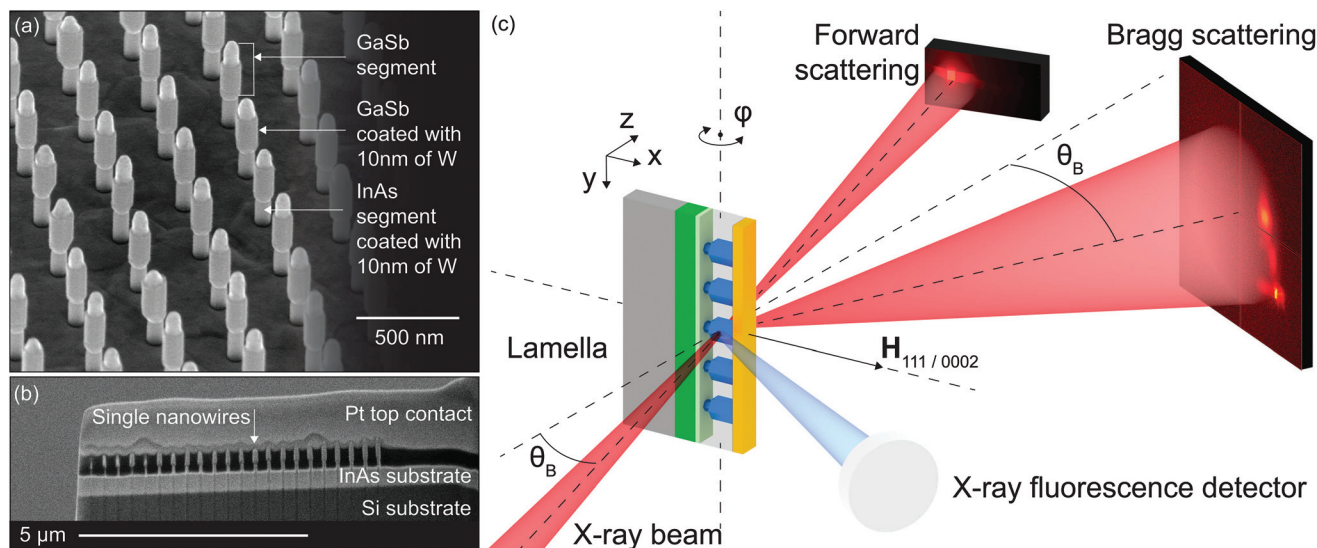 (a)
GaSb
segment
GaSb
coated with
10nm of W
InAs
segment
coated with
10nm of W
500 nm
(b)
Single nanowires
Pt top contact
InAs substrate
Si substrate
5 µm
(c)
Forward
scattering
Bragg scattering
φ
z
x
y
θB
Lamella
H111 / 0002
θB
X-ray fluorescence detector
X-ray beam